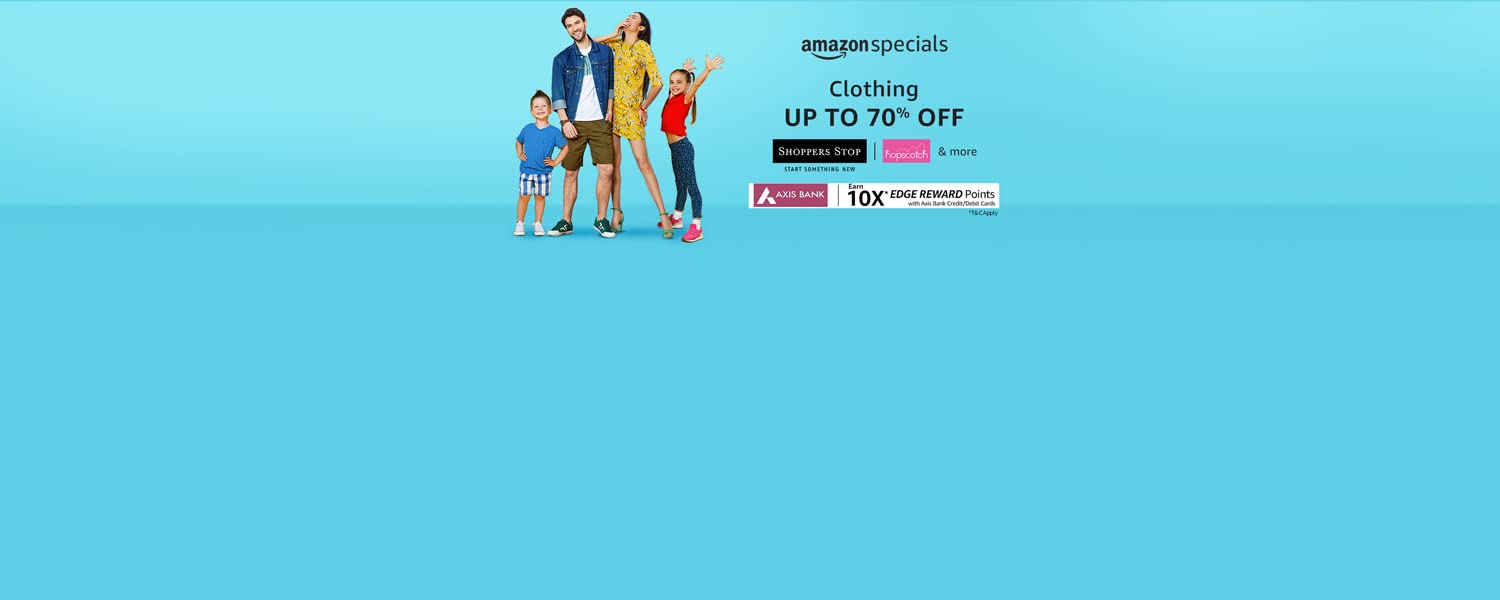 amazonspecials
Clothing
UP TO 70% OFF
SHOPPERS STOP | hopscotch & more
START SOMETHING NEW
AXIS BANK | Earn
10X* EDGE REWARD Points
with Axis Bank Credit/Debit Cards
*T&C Apply